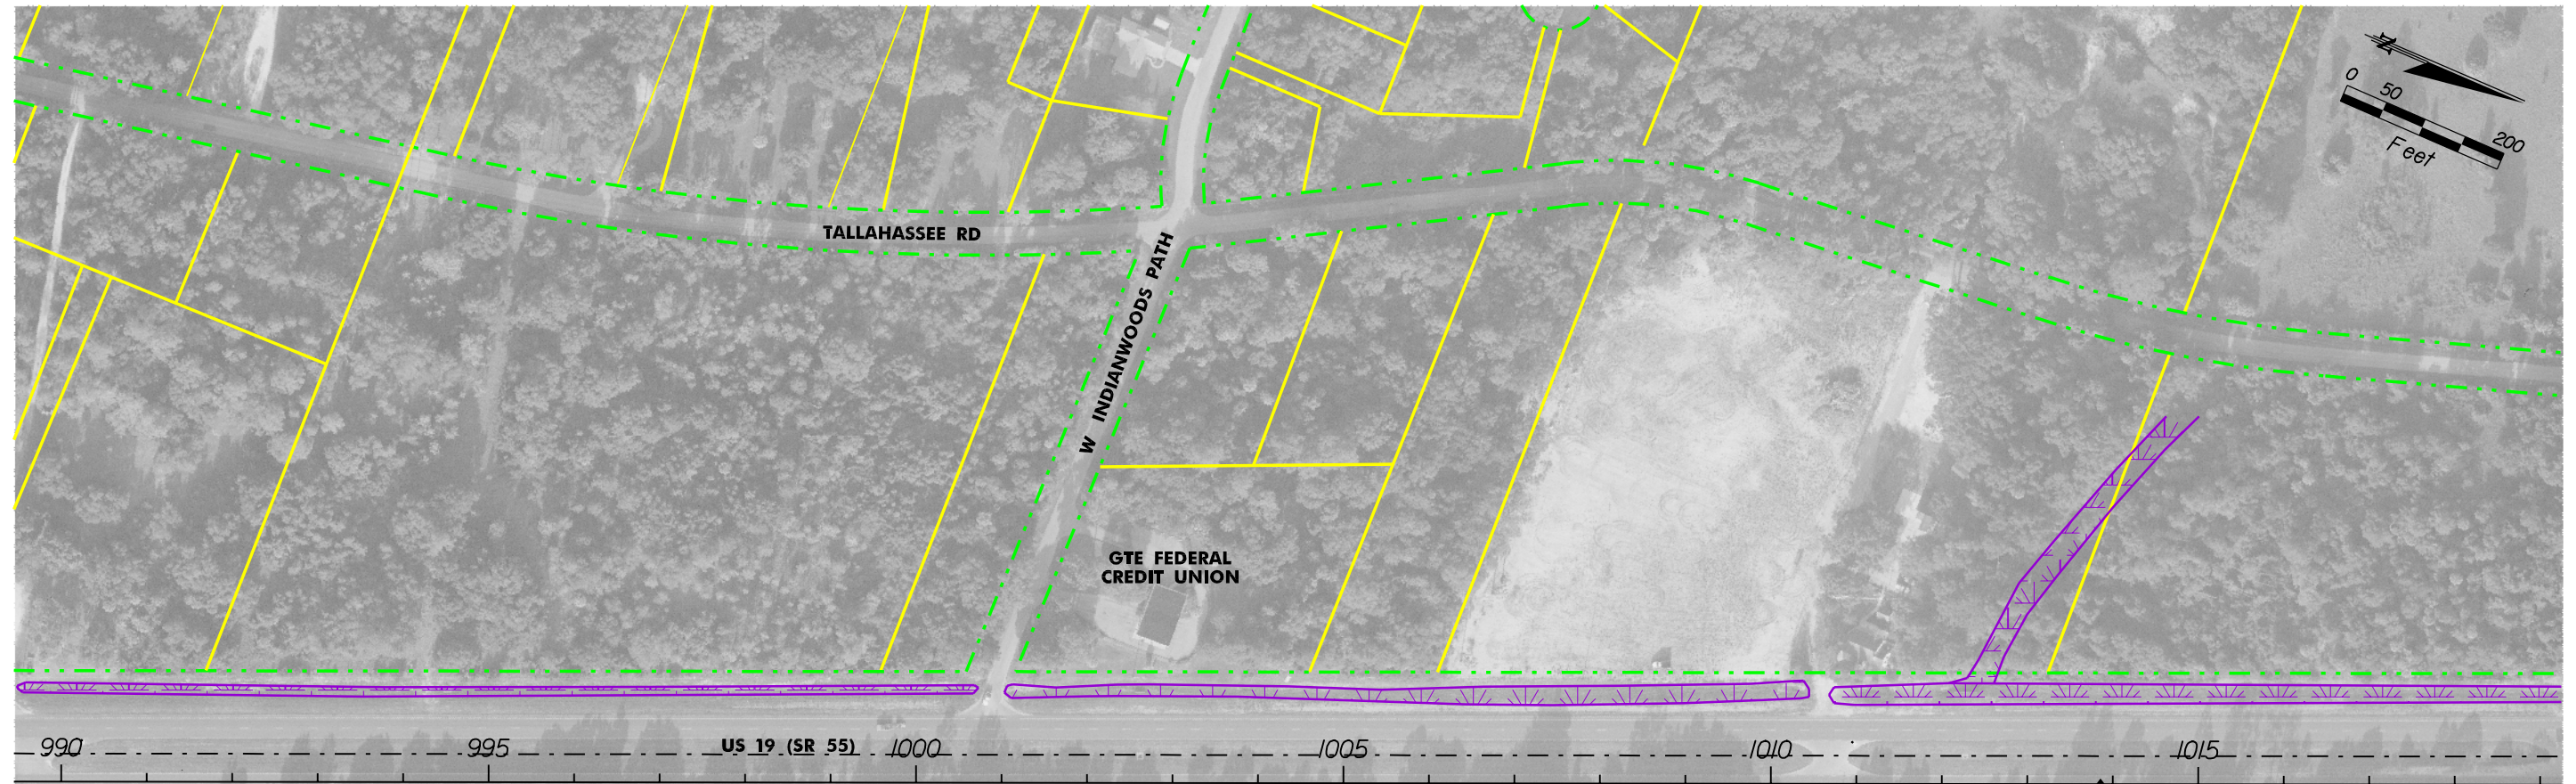 N
0
50
200
Feet
TALLAHASSEE RD
W INDIANWOODS PATH
GTE FEDERAL
CREDIT UNION
990
995
US 19 (SR 55)
1000
1005
1010
1015